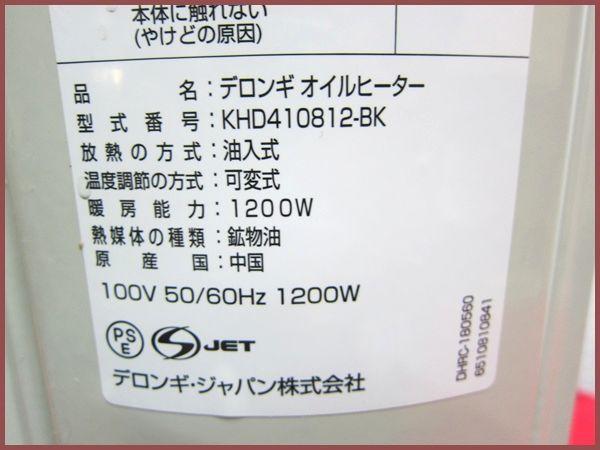 本体に触れない
(やけどの原因)
品名:デロンギ オイルヒーター
型式番号:KHD410812-BK
放熱の方式:油入式
温度調節の方式:可変式
暖房能力:1200W
熱媒体の種類:鉱物油
原産国:中国
100V 50/60Hz 1200W
PSE JET
デロンギ・ジャパン株式会社
DHRC-180560
6510810841